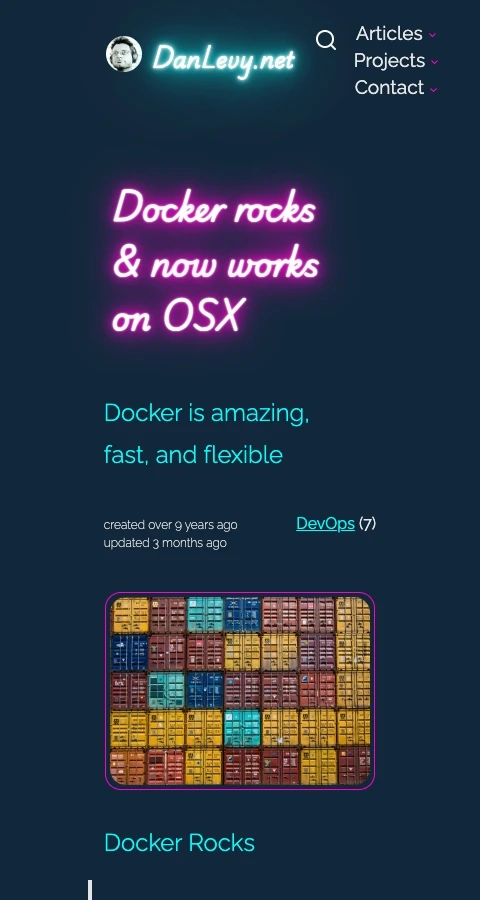 DanLevy.net
Articles
Projects
Contact
Docker rocks
& now works
on OSX
Docker is amazing,
fast, and flexible
created over 9 years ago
updated 3 months ago
DevOps (7)
Docker Rocks